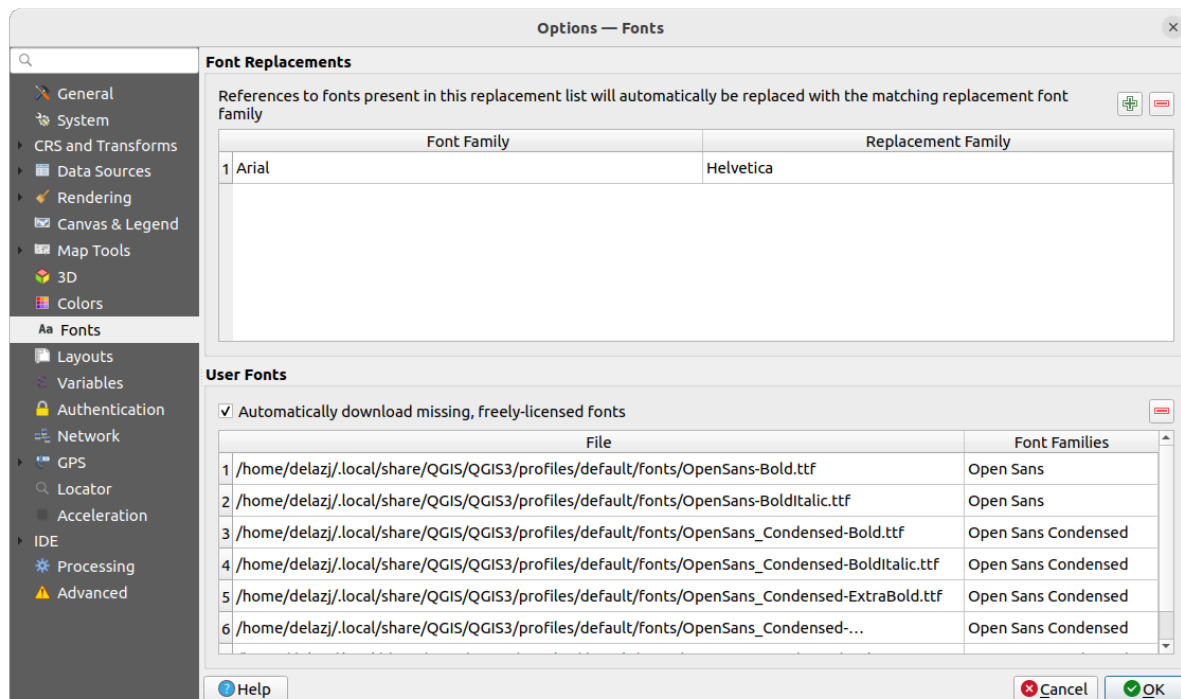 Options — Fonts
General
System
CRS and Transforms
Data Sources
Rendering
Canvas & Legend
Map Tools
3D
Colors
Aa Fonts
Layouts
Variables
Authentication
Network
GPS
Locator
Acceleration
IDE
Processing
Advanced
Font Replacements
References to fonts present in this replacement list will automatically be replaced with the matching replacement font
family
Font Family Replacement Family
1 Arial Helvetica
User Fonts
Automatically download missing, freely-licensed fonts
File Font Families
1 /home/delazj/.local/share/QGIS/QGIS3/profiles/default/fonts/OpenSans-Bold.ttf Open Sans
2 /home/delazj/.local/share/QGIS/QGIS3/profiles/default/fonts/OpenSans-BoldItalic.ttf Open Sans
3 /home/delazj/.local/share/QGIS/QGIS3/profiles/default/fonts/OpenSans_Condensed-Bold.ttf Open Sans Condensed
4 /home/delazj/.local/share/QGIS/QGIS3/profiles/default/fonts/OpenSans_Condensed-BoldItalic.ttf Open Sans Condensed
5 /home/delazj/.local/share/QGIS/QGIS3/profiles/default/fonts/OpenSans_Condensed-ExtraBold.ttf Open Sans Condensed
6 /home/delazj/.local/share/QGIS/QGIS3/profiles/default/fonts/OpenSans_Condensed-... Open Sans Condensed
Help Cancel OK